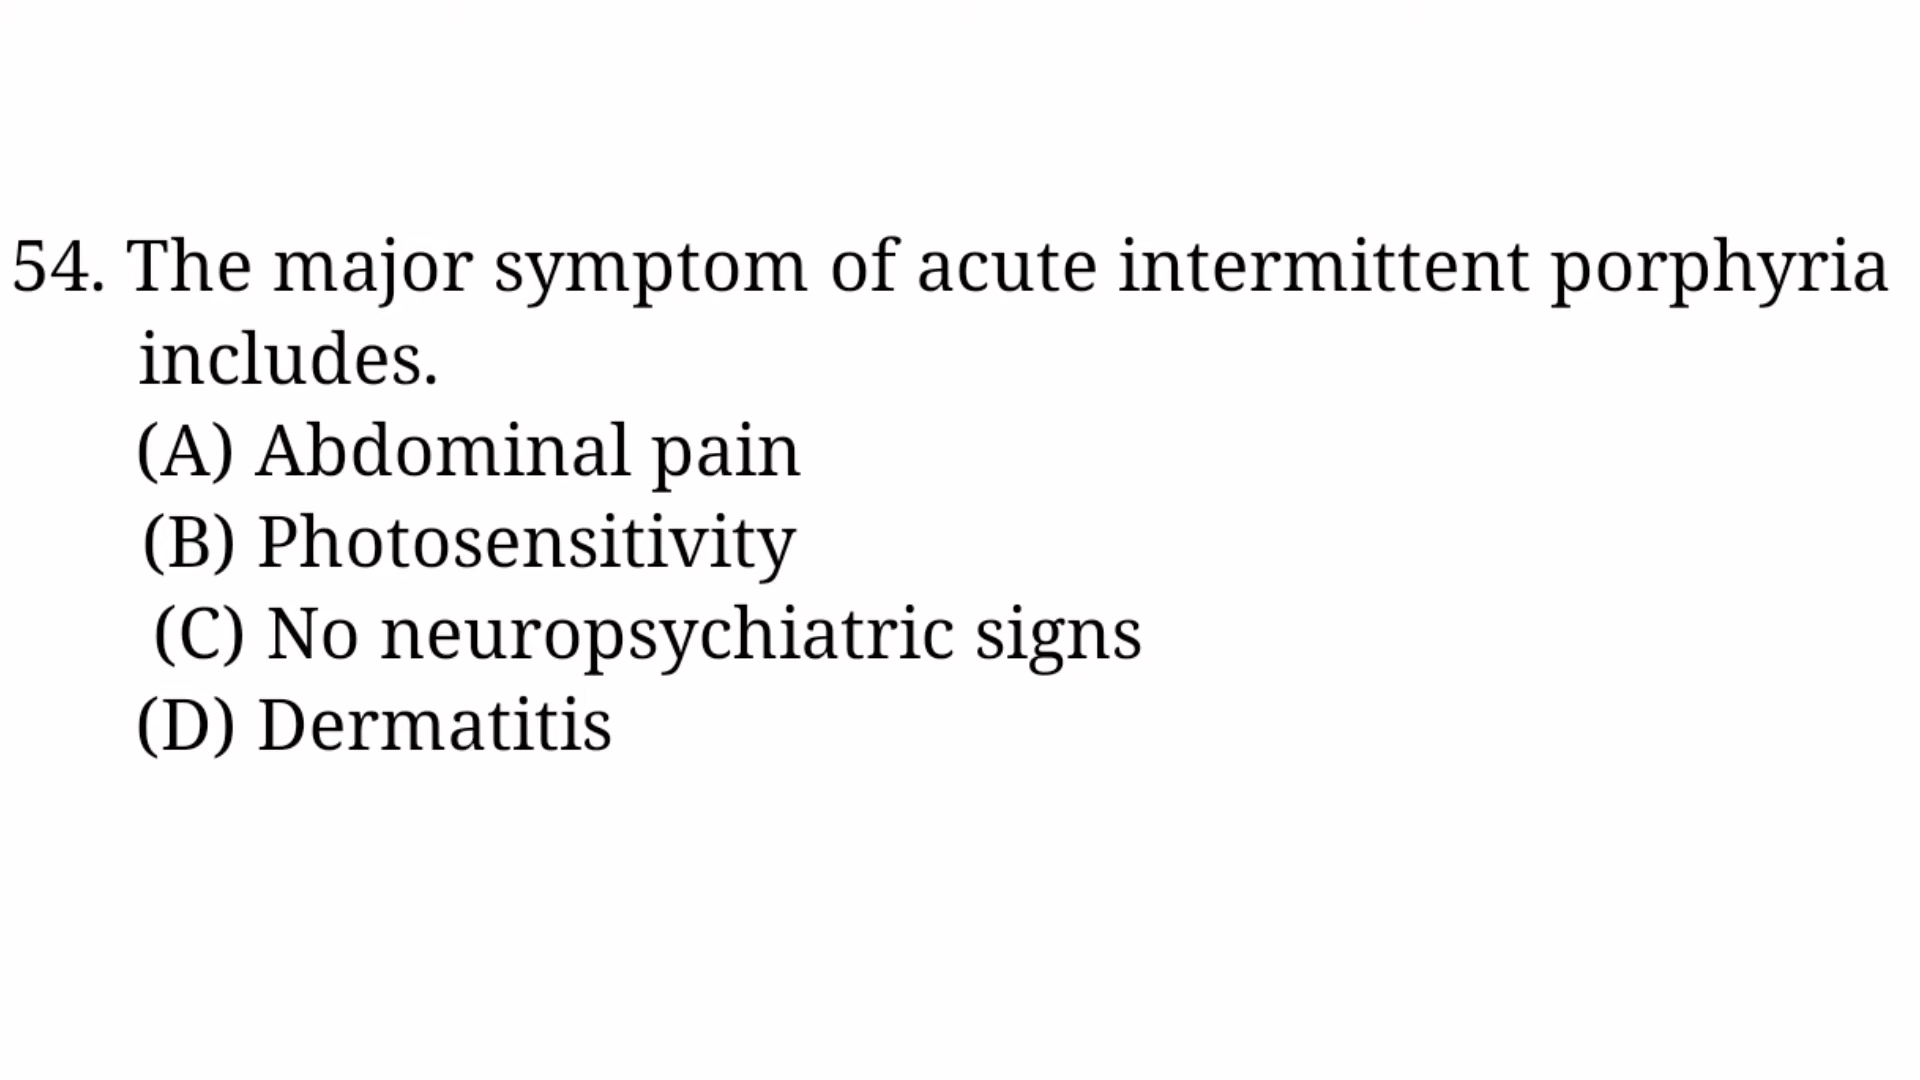 54. The major symptom of acute intermittent porphyria
includes.
(A) Abdominal pain
(B) Photosensitivity
(C) No neuropsychiatric signs
(D) Dermatitis